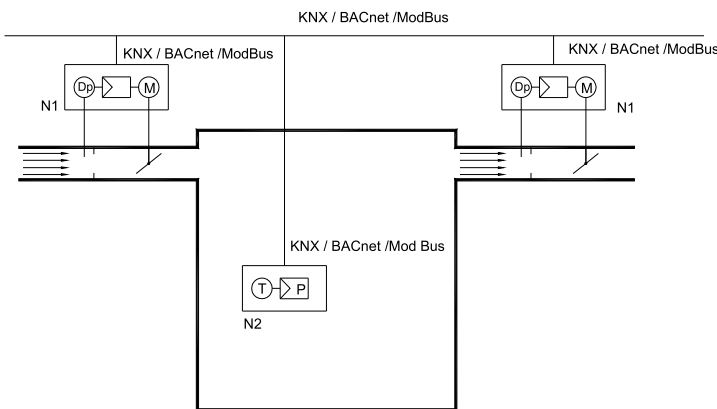 KNX / BACnet /ModBus
KNX / BACnet /ModBus
KNX / BACnet /ModBus
Dp
M
Dp
M
N1
N1
KNX / BACnet /Mod Bus
T
P
N2